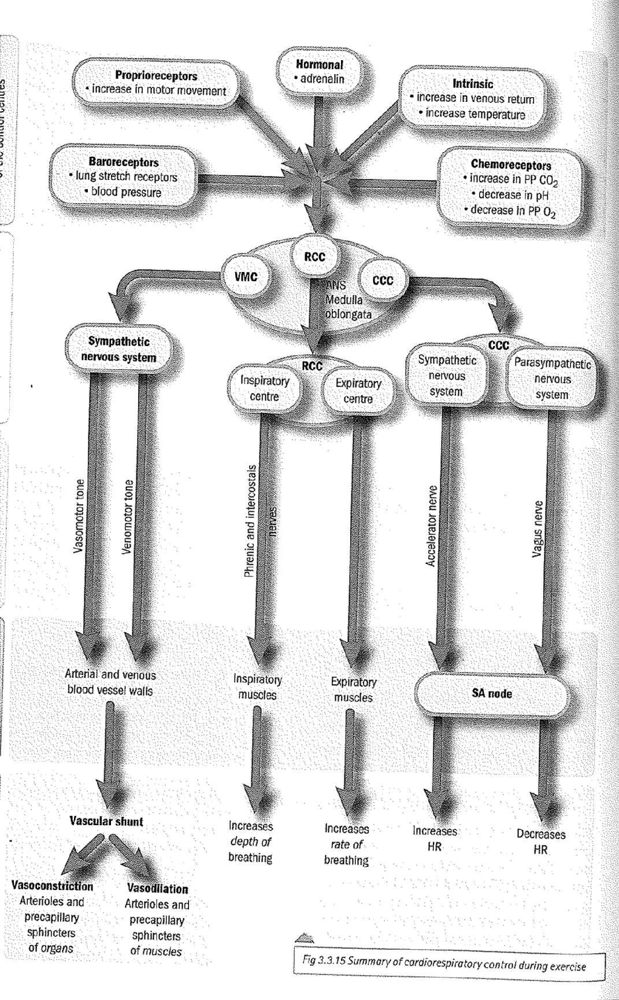 of the control centres
Proprioreceptors
• increase in motor movement
Hormonal
• adrenalin
Intrinsic
• increase in venous return
• increase temperature
Baroreceptors
• lung stretch receptors
• blood pressure
Chemoreceptors
• increase in PP CO₂
• decrease in pH
• decrease in PP O₂
VMC
RCC
CCC
ANS
Medulla
oblongata
Sympathetic
nervous system
RCC
Inspiratory
centre
Expiratory
centre
CCC
Sympathetic
nervous
system
Parasympathetic
nervous
system
Vasomotor tone
Venomotor tone
Phrenic and intercostals
nerves
Accelerator nerve
Vagus nerve
Arterial and venous
blood vessel walls
Inspiratory
muscles
Expiratory
muscles
SA node
Vascular shunt
Increases
depth of
breathing
Increases
rate of
breathing
Increases
HR
Decreases
HR
Vasoconstriction
Arterioles and
precapillary
sphincters
of organs
Vasodilation
Arterioles and
precapillary
sphincters
of muscles
Fig 3.3.15 Summary of cardiorespiratory control during exercise